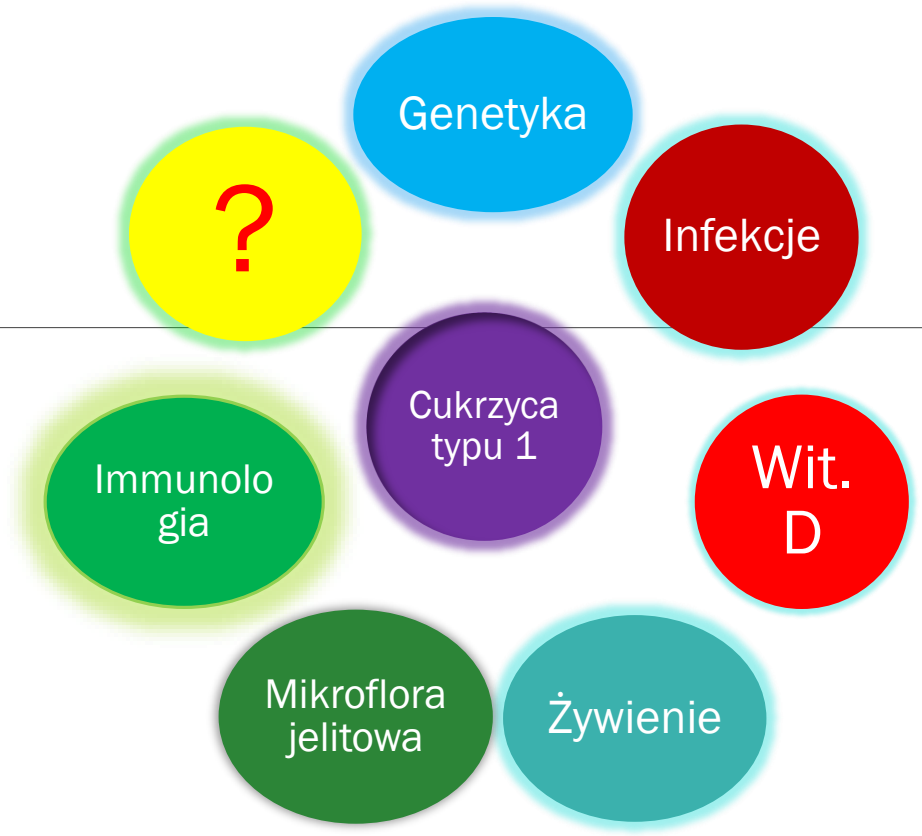 Genetyka
?
Infekcje
Cukrzyca
typu 1
Immunolo
gia
Wit.
D
Mikroflora
jelitowa
Żywienie